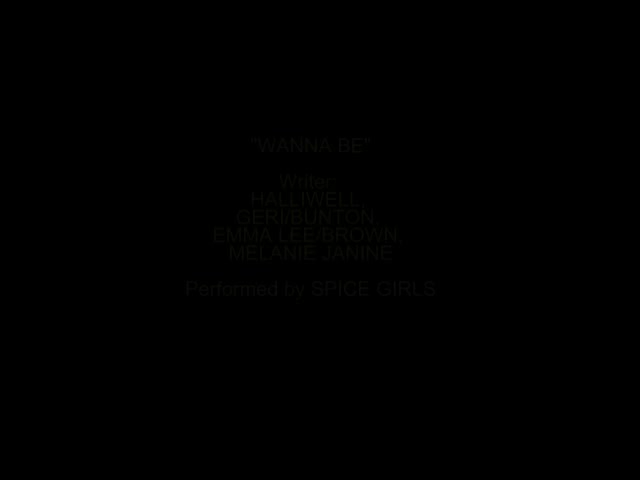 "WANNA BE"
Writer:
HALLIWELL,
GERI/BUNTON,
EMMA LEE/BROWN,
MELANIE JANINE
Performed by SPICE GIRLS